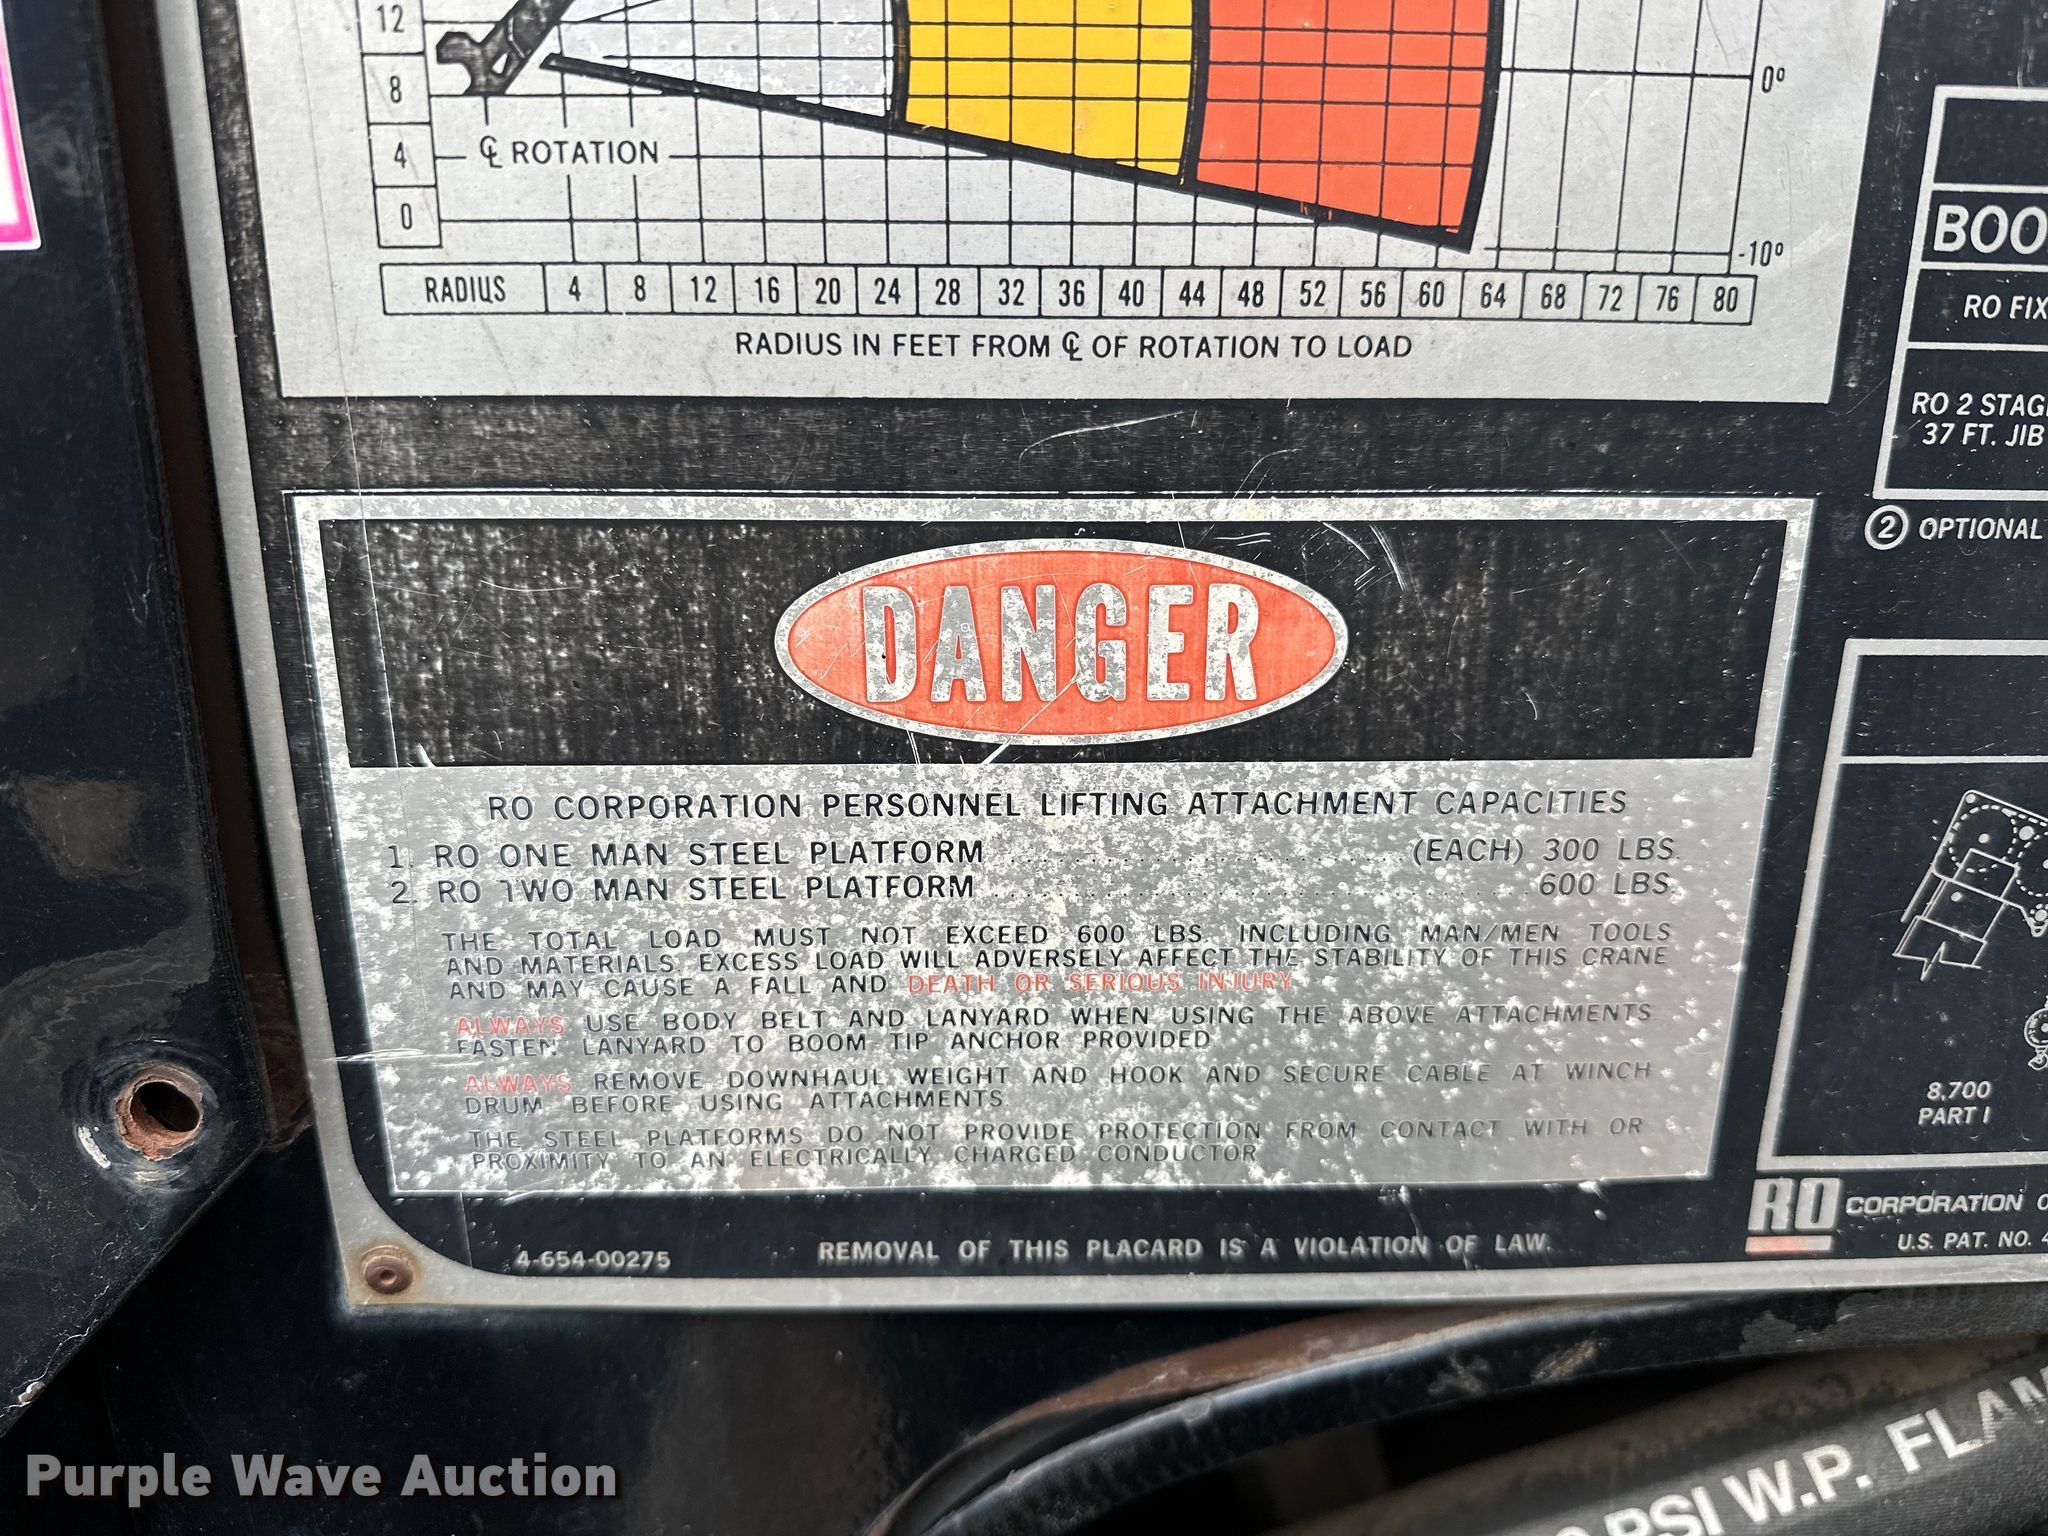 12
8
4
0
℄ ROTATION
0°
-10°
RADIUS 4 8 12 16 20 24 28 32 36 40 44 48 52 56 60 64 68 72 76 80
RADIUS IN FEET FROM ℄ OF ROTATION TO LOAD
BOO
RO FIX
RO 2 STAG
37 FT. JIB
② OPTIONAL
DANGER
RO CORPORATION PERSONNEL LIFTING ATTACHMENT CAPACITIES
1. RO ONE MAN STEEL PLATFORM (EACH) 300 LBS.
2. RO TWO MAN STEEL PLATFORM 600 LBS.
THE TOTAL LOAD MUST NOT EXCEED 600 LBS. INCLUDING MAN/MEN TOOLS
AND MATERIALS. EXCESS LOAD WILL ADVERSELY AFFECT THE STABILITY OF THIS CRANE
AND MAY CAUSE A FALL AND DEATH OR SERIOUS INJURY
ALWAYS USE BODY BELT AND LANYARD WHEN USING THE ABOVE ATTACHMENTS.
FASTEN LANYARD TO BOOM TIP ANCHOR PROVIDED
ALWAYS REMOVE DOWNHAUL WEIGHT AND HOOK AND SECURE CABLE AT WINCH
DRUM BEFORE USING ATTACHMENTS
THE STEEL PLATFORMS DO NOT PROVIDE PROTECTION FROM CONTACT WITH OR
PROXIMITY TO AN ELECTRICALLY CHARGED CONDUCTOR
8,700
PART I
RO CORPORATION
U.S. PAT. NO. 4
4-654-00275
REMOVAL OF THIS PLACARD IS A VIOLATION OF LAW.
PSI W.P. FLAM
Purple Wave Auction